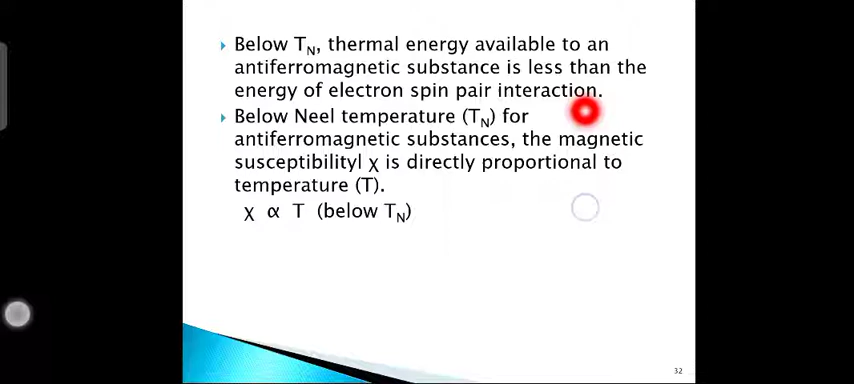 Below TN, thermal energy available to an
antiferromagnetic substance is less than the
energy of electron spin pair interaction.
Below Neel temperature (TN) for
antiferromagnetic substances, the magnetic
susceptibilityl χ is directly proportional to
temperature (T).
χ α T (below TN)
32